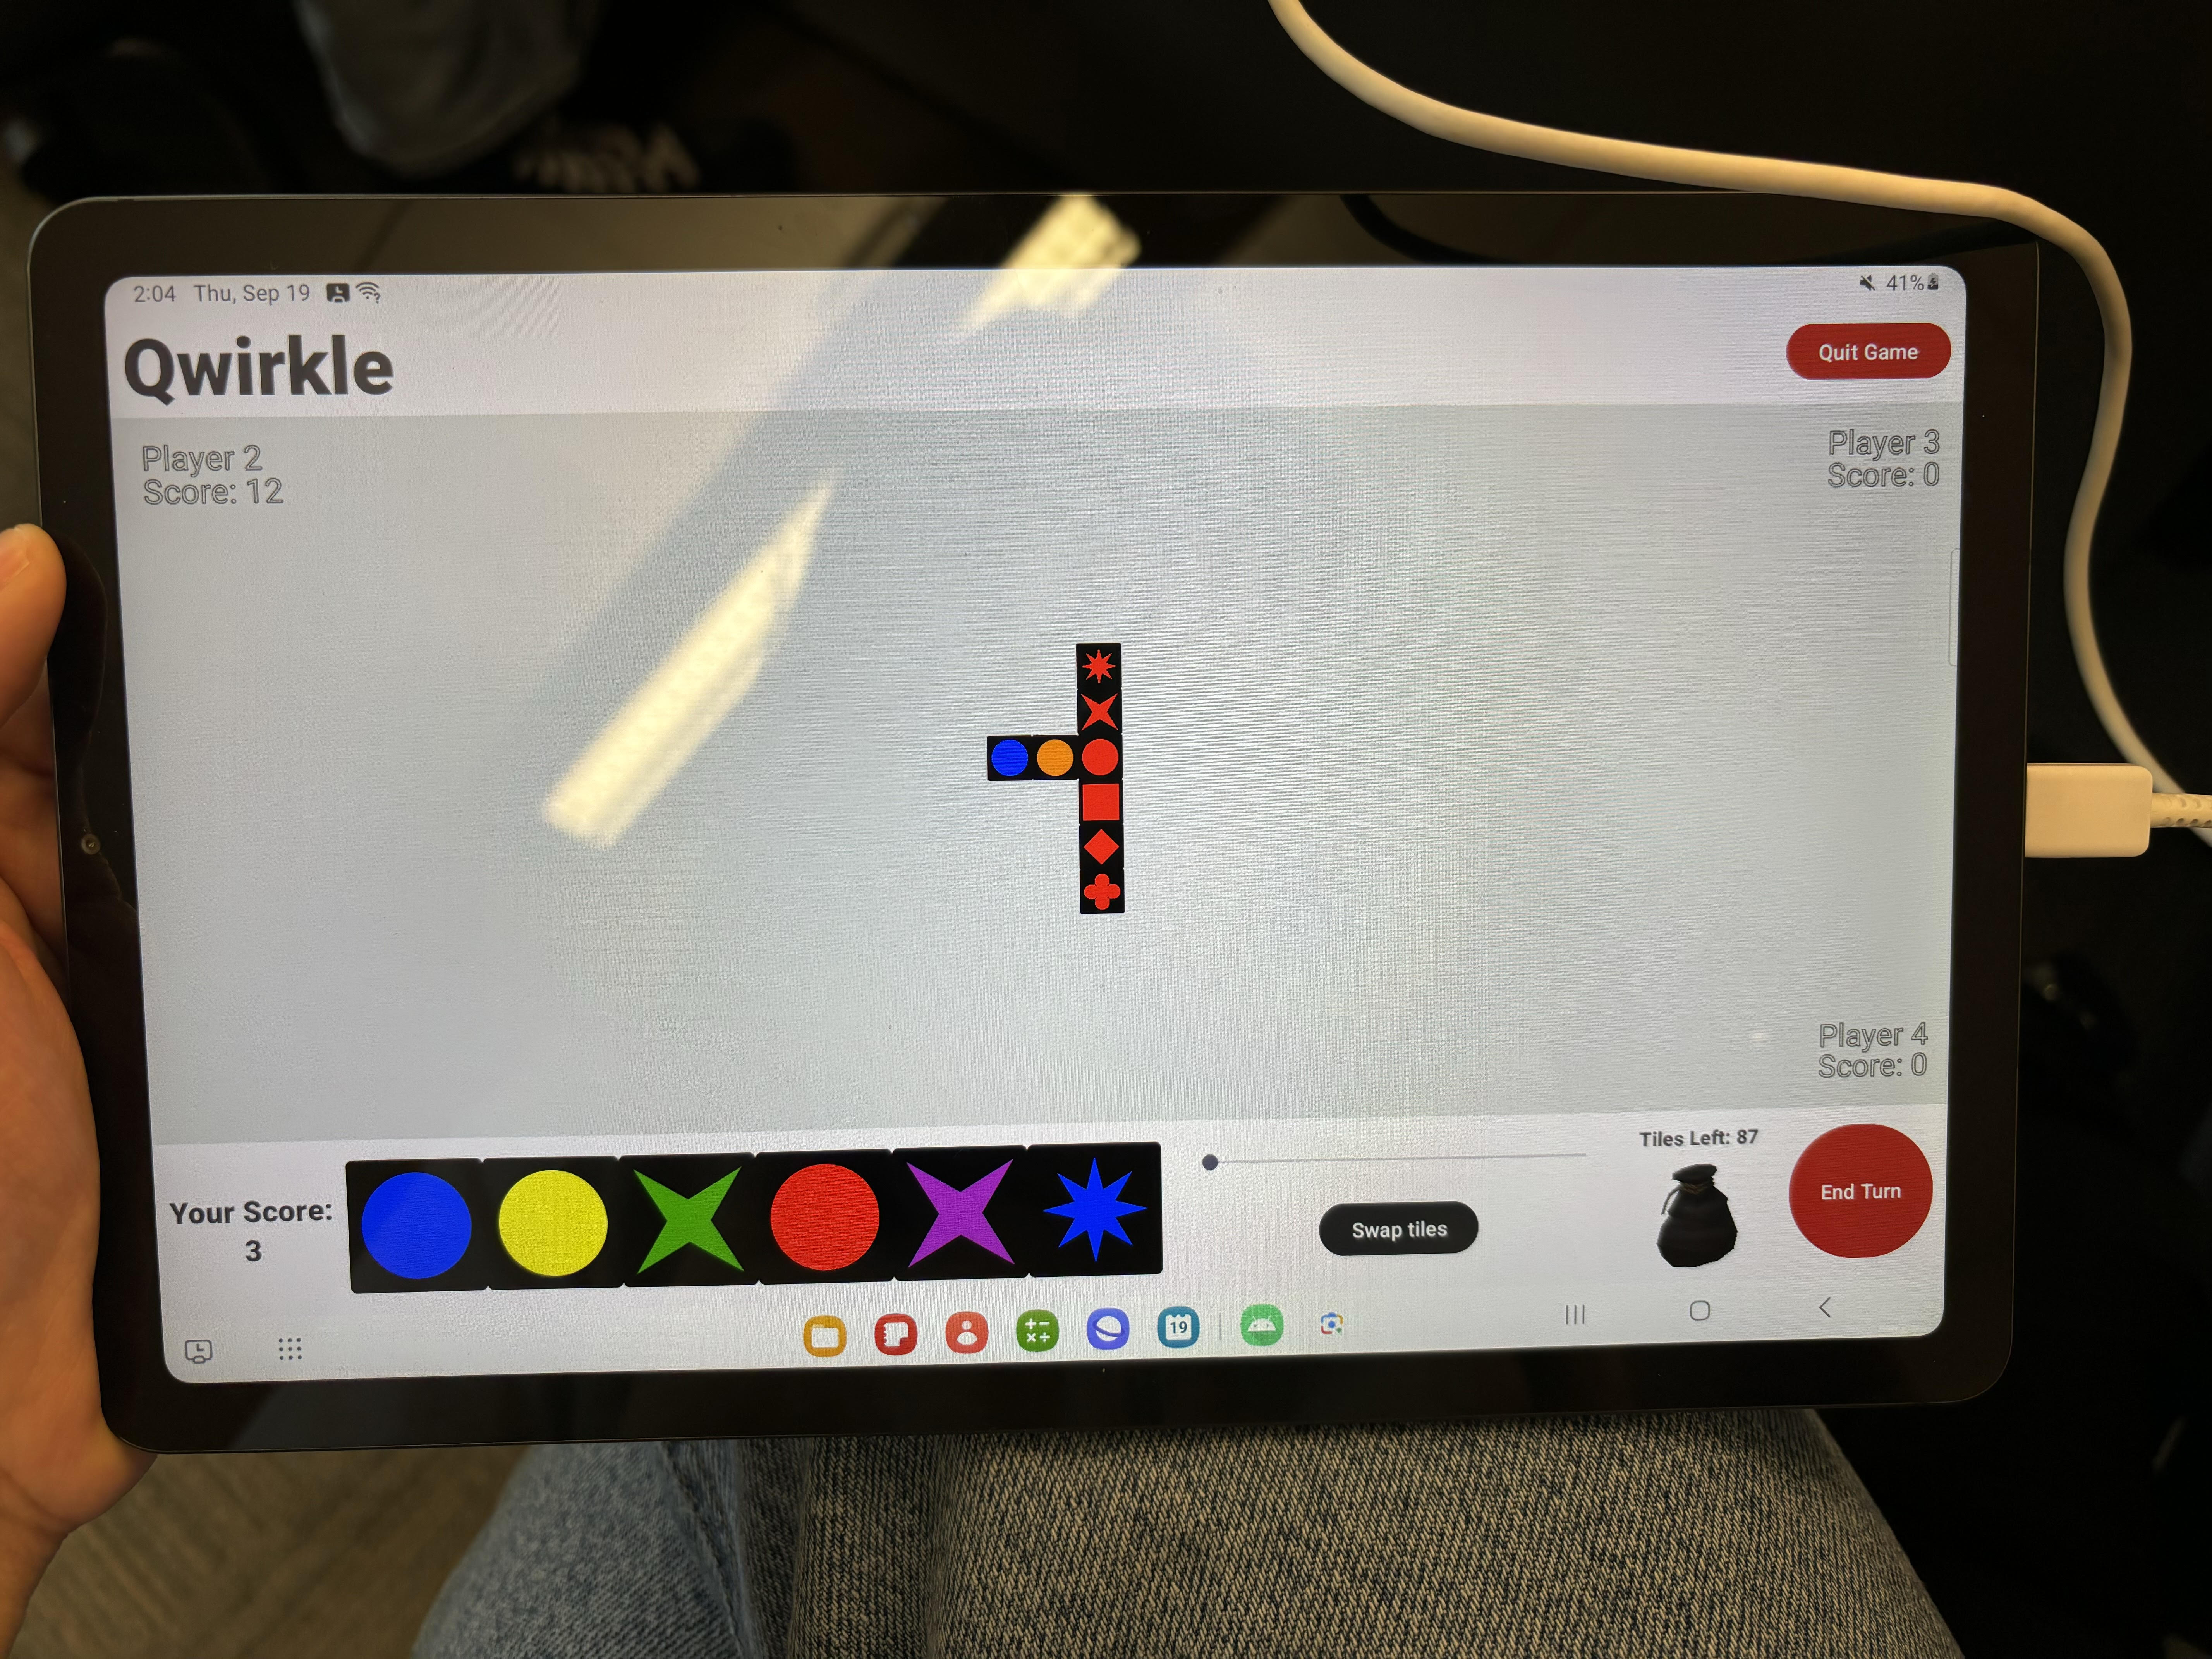 2:04 Thu, Sep 19
41%
Qwirkle
Quit Game
Player 2
Score: 12
Player 3
Score: 0
Player 4
Score: 0
Your Score:
3
Swap tiles
Tiles Left: 87
End Turn
19